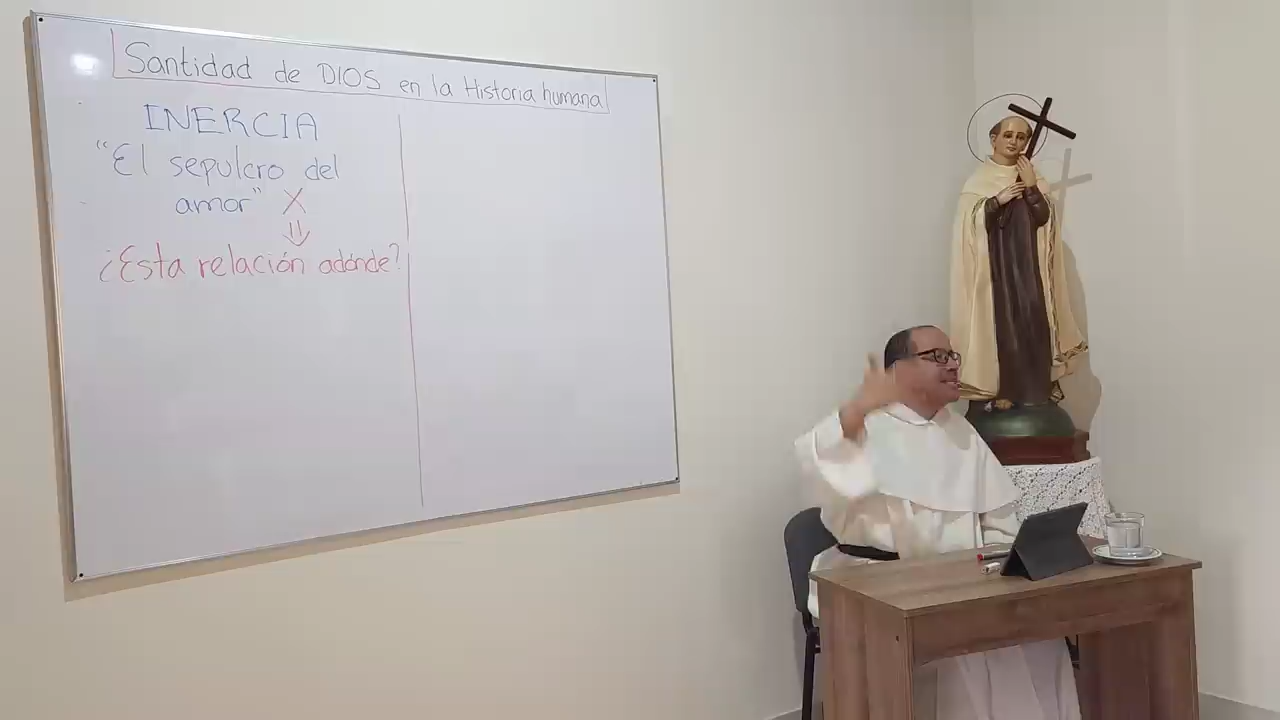 Santidad de DIOS en la Historia humana
INERCIA
"El sepulcro del
amor" X
⇓
¿Esta relación adónde?